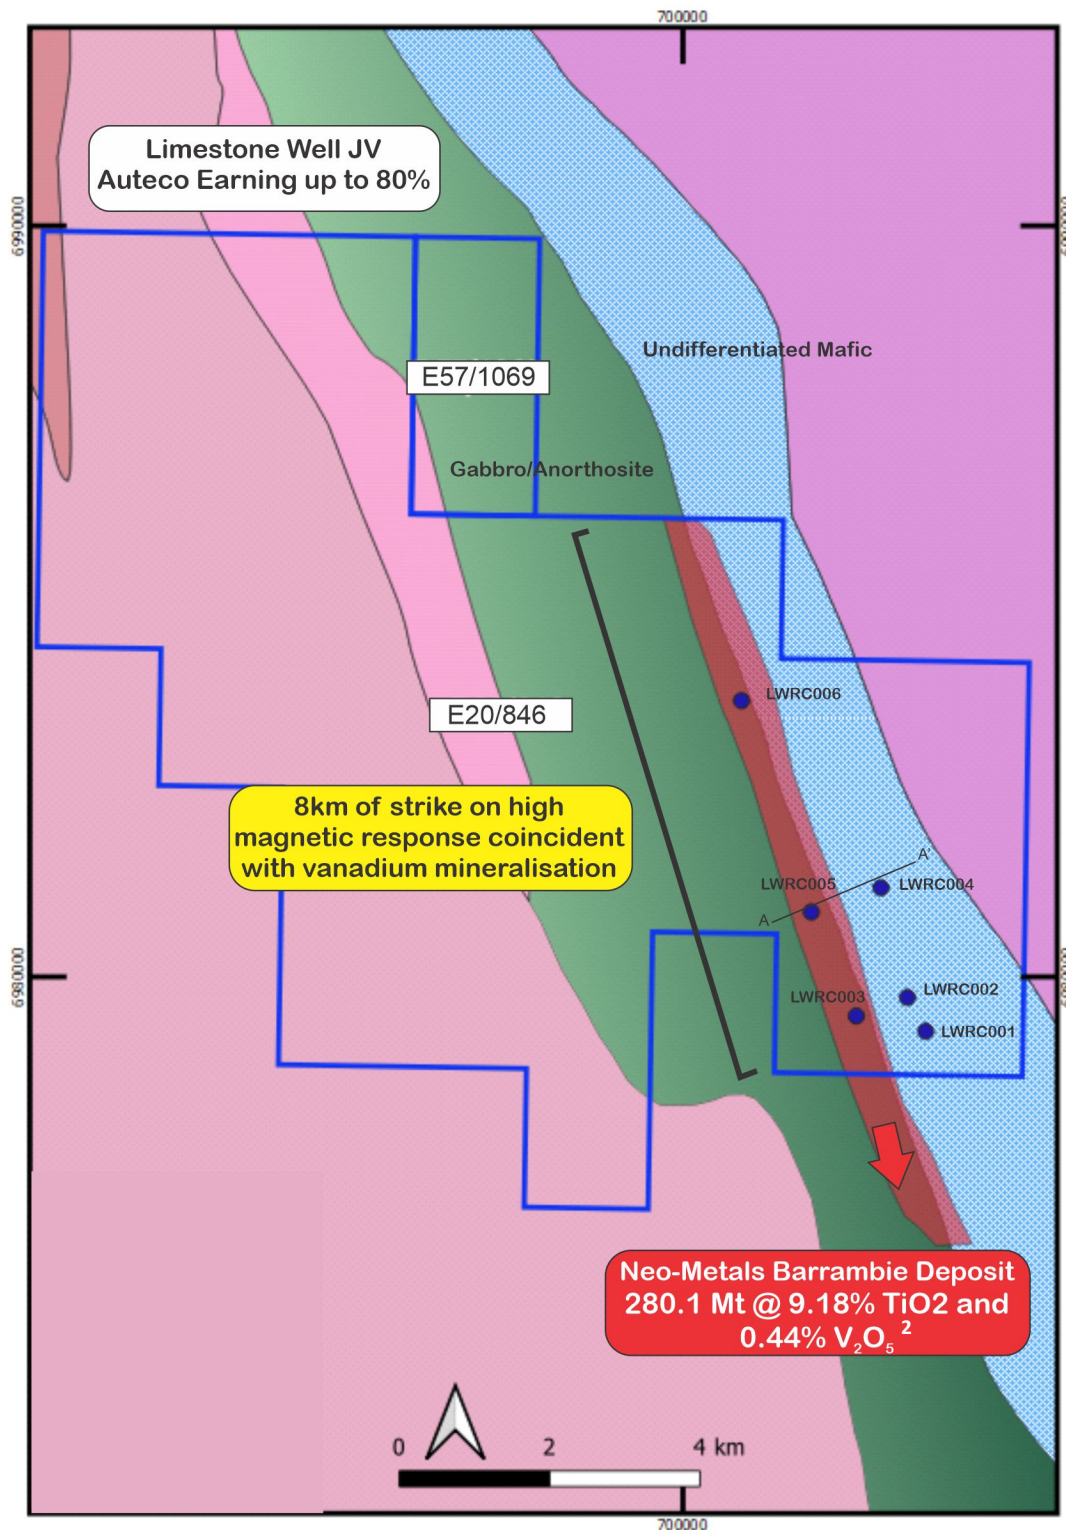 700000
Limestone Well JV
Auteco Earning up to 80%
6990000
Undifferentiated Mafic
E57/1069
Gabbro/Anorthosite
LWRC006
E20/846
8km of strike on high
magnetic response coincident
with vanadium mineralisation
A'
LWRC005
LWRC004
A
6980000
LWRC003
LWRC002
LWRC001
Neo-Metals Barrambie Deposit
280.1 Mt @ 9.18% TiO2 and
0.44% V₂O₅ ²
0 2 4 km
700000